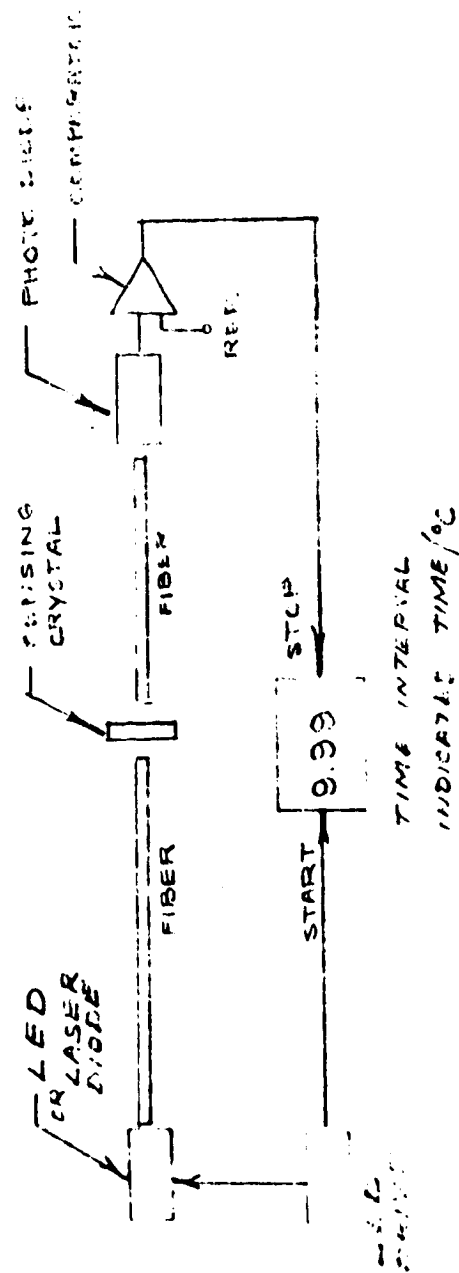 LED
OR LASER
DIODE
FIBER
SENSING
CRYSTAL
FIBER
PHOTO DIODE
COMPARATOR
REF.
START
9.99
STOP
TIME INTERVAL
INDICATES TIME/°C